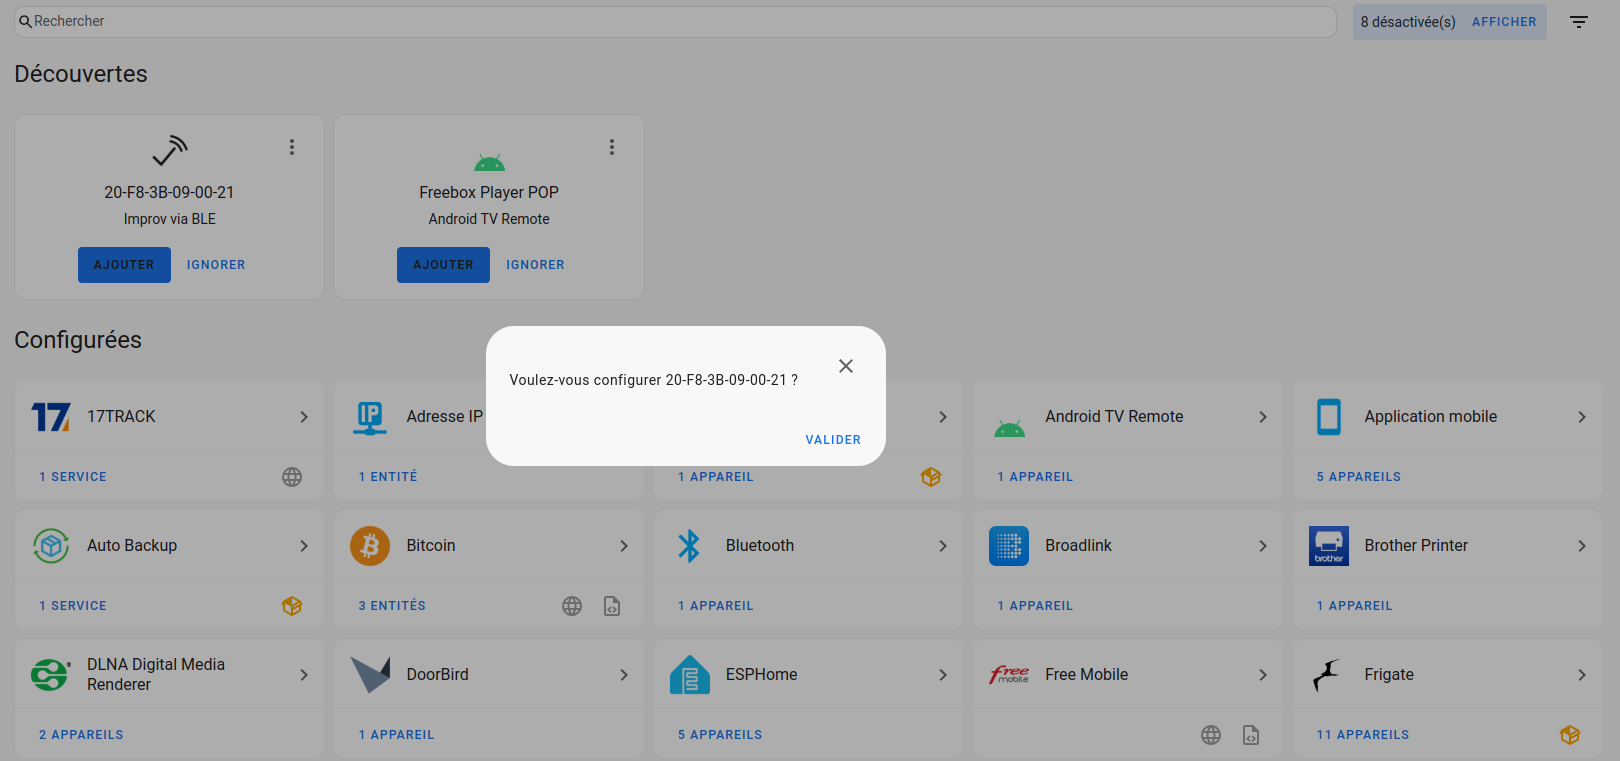 Rechercher
8 désactivée(s) AFFICHER
Découvertes
20-F8-3B-09-00-21
Improv via BLE
AJOUTER IGNORER
Freebox Player POP
Android TV Remote
AJOUTER IGNORER
Voulez-vous configurer 20-F8-3B-09-00-21 ?
VALIDER
Configurées
17 17TRACK
1 SERVICE
IP Adresse IP
1 ENTITÉ
1 APPAREIL
Android TV Remote
1 APPAREIL
Application mobile
5 APPAREILS
Auto Backup
1 SERVICE
Bitcoin
3 ENTITÉS
Bluetooth
1 APPAREIL
Broadlink
1 APPAREIL
brother Brother Printer
1 APPAREIL
DLNA Digital Media
Renderer
2 APPAREILS
DoorBird
1 APPAREIL
ESPHome
5 APPAREILS
free
mobile
Free Mobile
Frigate
11 APPAREILS